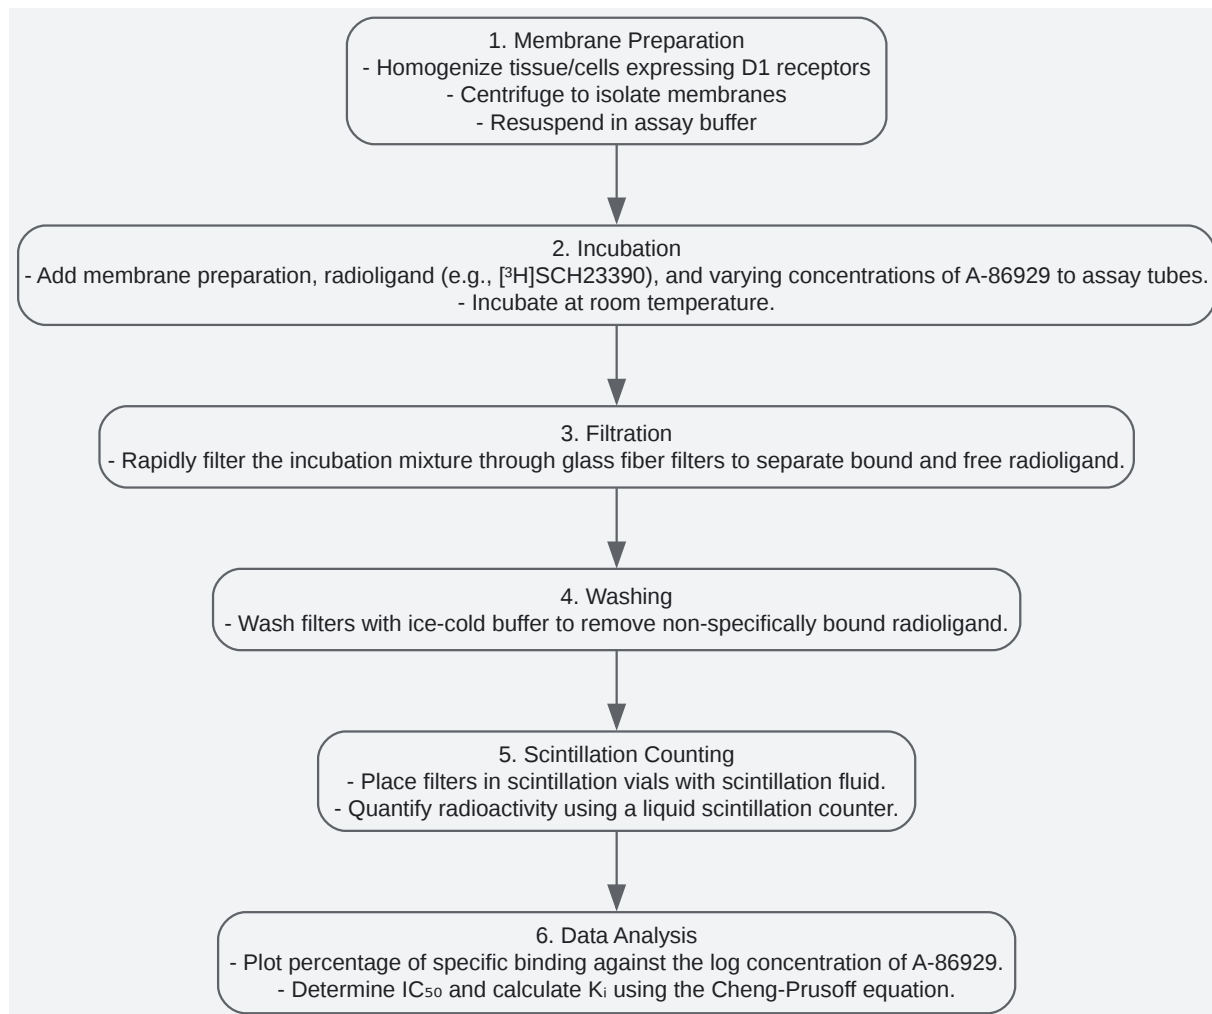 1. Membrane Preparation
- Homogenize tissue/cells expressing D1 receptors
- Centrifuge to isolate membranes
- Resuspend in assay buffer
2. Incubation
- Add membrane preparation, radioligand (e.g., [³H]SCH23390), and varying concentrations of A-86929 to assay tubes.
- Incubate at room temperature.
3. Filtration
- Rapidly filter the incubation mixture through glass fiber filters to separate bound and free radioligand.
4. Washing
- Wash filters with ice-cold buffer to remove non-specifically bound radioligand.
5. Scintillation Counting
- Place filters in scintillation vials with scintillation fluid.
- Quantify radioactivity using a liquid scintillation counter.
6. Data Analysis
- Plot percentage of specific binding against the log concentration of A-86929.
- Determine IC₅₀ and calculate Kᵢ using the Cheng-Prusoff equation.